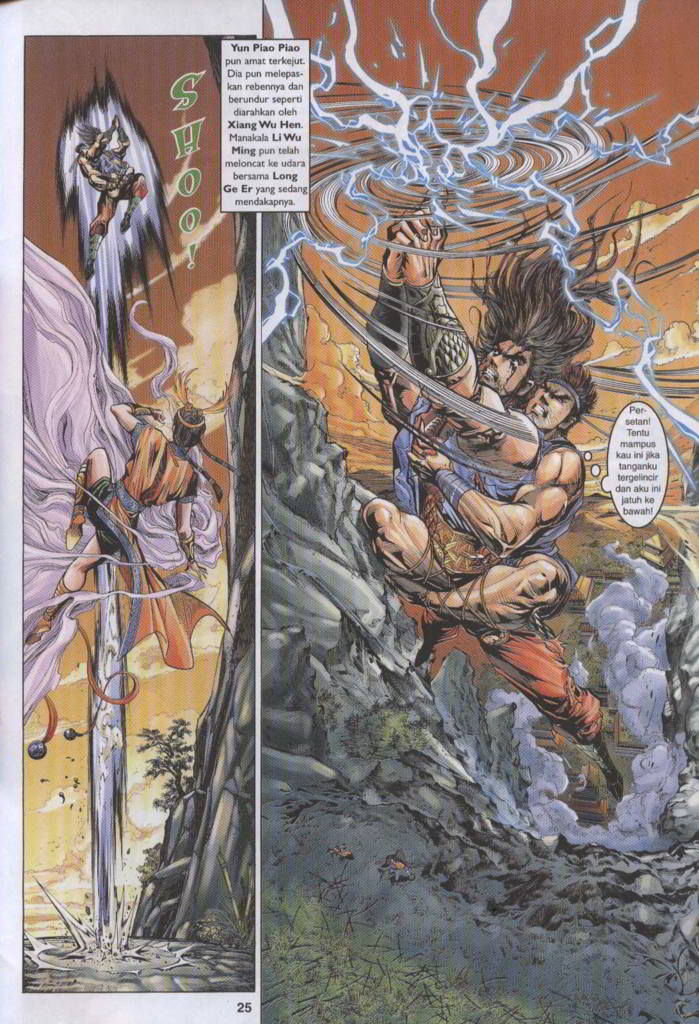 Yun Piao Piao
pun amat terkejut.
Dia pun melepas-
kan rebennya dan
berundur seperti
diarahkan oleh
Xiang Wu Hen.
Manakala Li Wu
Ming pun telah
meloncat ke udara
bersama Long
Ge Er yang sedang
mendakapnya.
SHOO!
Per-
setan!
Tentu
mampus
kau ini jika
tanganku
tergelincir
dan aku ini
jatuh ke
bawah!
25